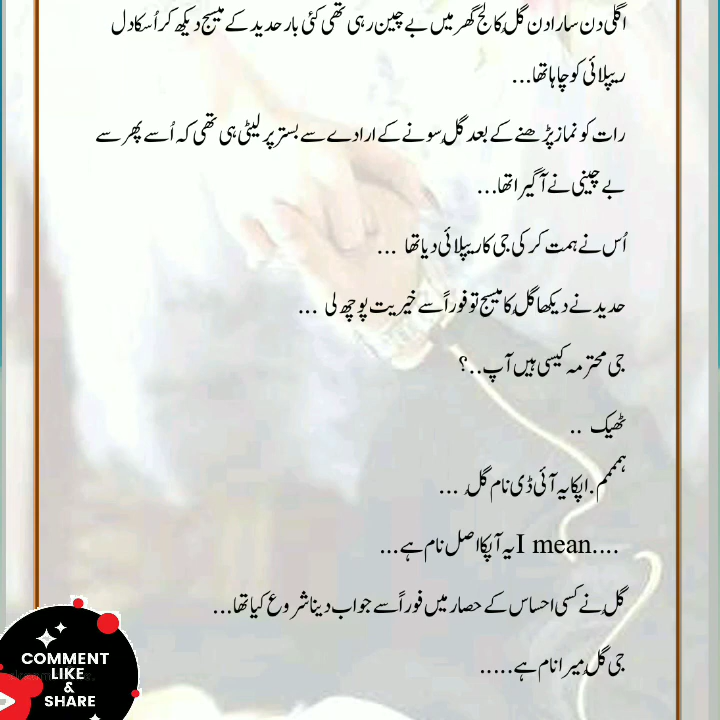 اگلی دن سارا دن گل کا لج گھر میں بے چین رہی تھی کئی بار حدید کے میسج دیکھ کر اُسکا دل
ریپلائی کو چاہا تھا...
رات کو نماز پڑھنے کے بعد گل سونے کے ارادے سے بستر پر لیٹی ہی تھی کہ اُسے پھر سے
بے چینی نے آ گیرا تھا...
اُس نے ہمت کر کی جی کا ریپلائی دیا تھا ...
حدید نے دیکھا گل کا میسج تو فوراً سے خیریت پوچھ لی ...
جی محترمہ کیسی ہیں آپ..؟
ٹھیک ..
ہمممم. اپکا یہ آئی ڈی نام گل ...
....I mean یہ آپکا اصل نام ہے...
گل نے کسی احساس کے حصار میں فوراً سے جواب دینا شروع کیا تھا...
جی گل میرا نام ہے.....
COMMENT
LIKE
&
SHARE